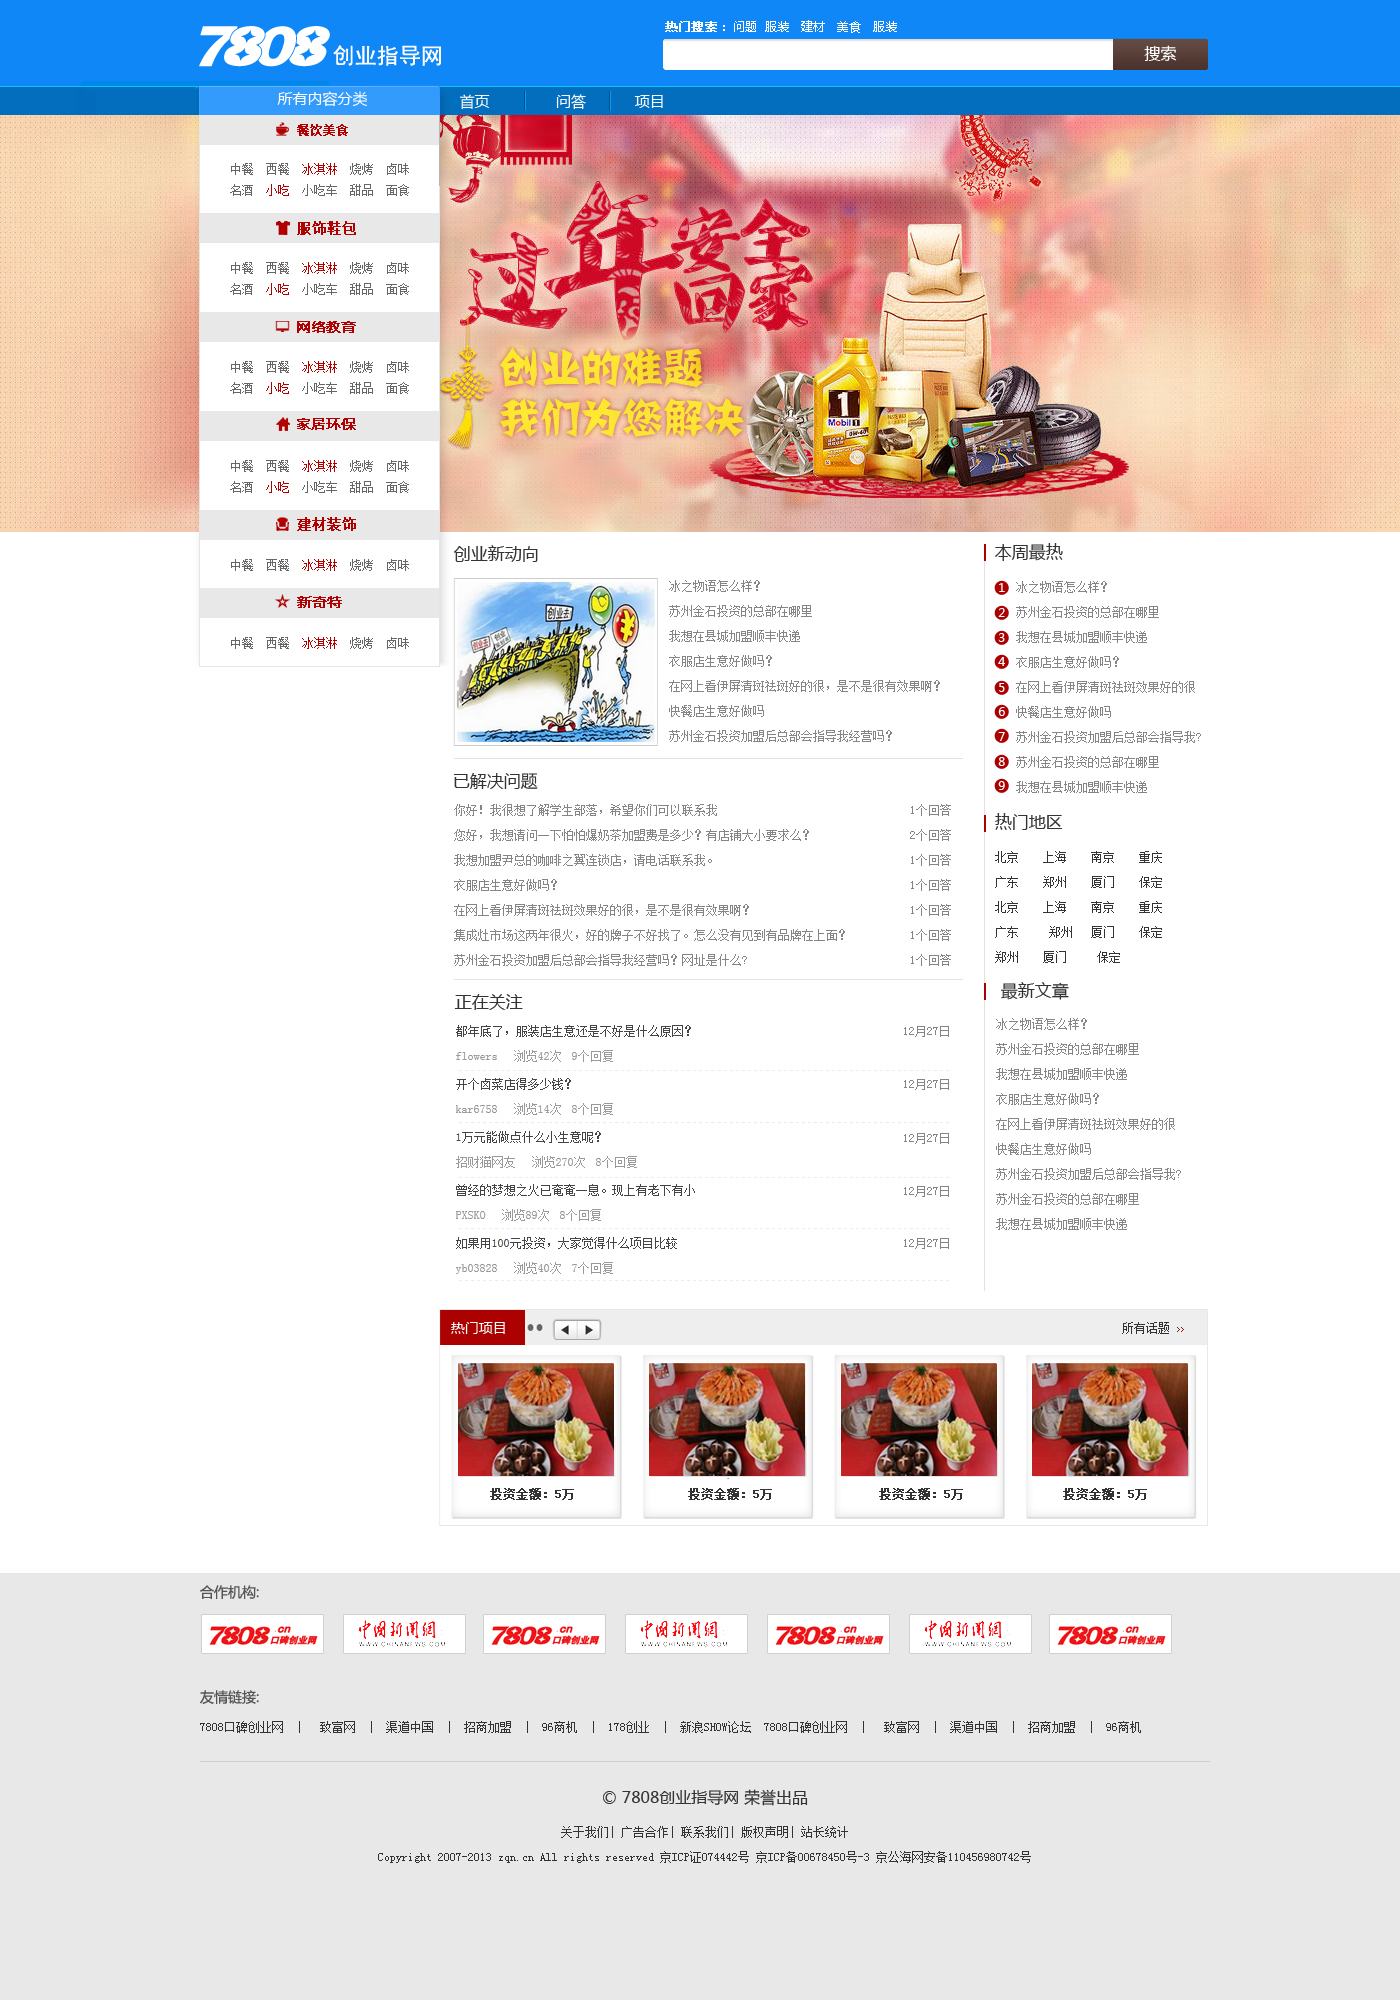 热门搜索： 问题 服装 建材 美食 服装
7808 创业指导网
搜索
所有内容分类
首页 问答 项目
餐饮美食
中餐 西餐 冰淇淋 烧烤 卤味
名酒 小吃 小吃车 甜品 面食
服饰鞋包
中餐 西餐 冰淇淋 烧烤 卤味
名酒 小吃 小吃车 甜品 面食
网络教育
中餐 西餐 冰淇淋 烧烤 卤味
名酒 小吃 小吃车 甜品 面食
家居环保
中餐 西餐 冰淇淋 烧烤 卤味
名酒 小吃 小吃车 甜品 面食
建材装饰
中餐 西餐 冰淇淋 烧烤 卤味
新奇特
中餐 西餐 冰淇淋 烧烤 卤味
过年安全回家
创业的难题
我们为您解决
1
Mobil 1
0W-40
3M
创业新动向
创业去
冰之物语怎么样？
苏州金石投资的总部在哪里
我想在县城加盟顺丰快递
衣服店生意好做吗？
在网上看伊屏清斑祛斑好的很，是不是很有效果啊？
快餐店生意好做吗
苏州金石投资加盟后总部会指导我经营吗？
已解决问题
你好！我很想了解学生部落，希望你们可以联系我 1个回答
您好，我想请问一下怕怕爆奶茶加盟费是多少？有店铺大小要求么？ 2个回答
我想加盟尹总的咖啡之翼连锁店，请电话联系我。 1个回答
衣服店生意好做吗？ 1个回答
在网上看伊屏清斑祛斑效果好的很，是不是很有效果啊？ 1个回答
集成灶市场这两年很火，好的牌子不好找了。怎么没有见到有品牌在上面？ 1个回答
苏州金石投资加盟后总部会指导我经营吗？网址是什么? 1个回答
正在关注
都年底了，服装店生意还是不好是什么原因？ 12月27日
flowers 浏览42次 9个回复
开个卤菜店得多少钱？ 12月27日
kar6758 浏览14次 8个回复
1万元能做点什么小生意呢？ 12月27日
招财猫网友 浏览270次 8个回复
曾经的梦想之火已奄奄一息。现上有老下有小 12月27日
PXSKO 浏览89次 8个回复
如果用100元投资，大家觉得什么项目比较 12月27日
yb03828 浏览40次 7个回复
本周最热
1 冰之物语怎么样？
2 苏州金石投资的总部在哪里
3 我想在县城加盟顺丰快递
4 衣服店生意好做吗？
5 在网上看伊屏清斑祛斑效果好的很
6 快餐店生意好做吗
7 苏州金石投资加盟后总部会指导我?
8 苏州金石投资的总部在哪里
9 我想在县城加盟顺丰快递
热门地区
北京 上海 南京 重庆
广东 郑州 厦门 保定
北京 上海 南京 重庆
广东 郑州 厦门 保定
郑州 厦门 保定
最新文章
冰之物语怎么样？
苏州金石投资的总部在哪里
我想在县城加盟顺丰快递
衣服店生意好做吗？
在网上看伊屏清斑祛斑效果好的很
快餐店生意好做吗
苏州金石投资加盟后总部会指导我?
苏州金石投资的总部在哪里
我想在县城加盟顺丰快递
热门项目 所有话题 ››
投资金额：5万 投资金额：5万 投资金额：5万 投资金额：5万
合作机构:
7808.cn 口碑创业网 中国新闻網 WWW.CHINANEWS.COM 7808.cn 口碑创业网 中国新闻網 WWW.CHINANEWS.COM 7808.cn 口碑创业网 中国新闻網 WWW.CHINANEWS.COM 7808.cn 口碑创业网
友情链接:
7808口碑创业网 | 致富网 | 渠道中国 | 招商加盟 | 96商机 | 178创业 | 新浪SHOW论坛 7808口碑创业网 | 致富网 | 渠道中国 | 招商加盟 | 96商机
© 7808创业指导网 荣誉出品
关于我们| 广告合作| 联系我们| 版权声明| 站长统计
Copyright 2007-2013 zqn.cn All rights reserved 京ICP证074442号 京ICP备00678450号-3 京公海网安备110456980742号